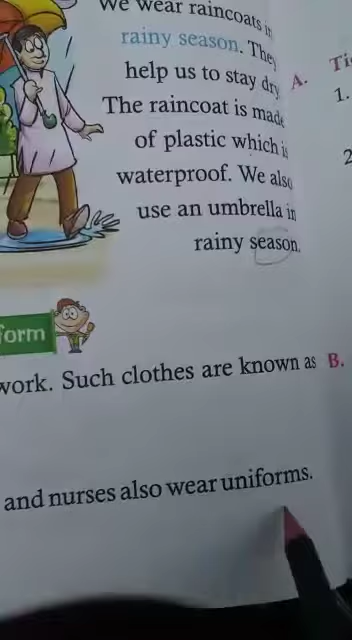 We wear raincoats in
rainy season. They
help us to stay dry.
The raincoat is made
of plastic which is
waterproof. We also
use an umbrella in
rainy season.
A.
1.
2
form
work. Such clothes are known as
B.
and nurses also wear uniforms.